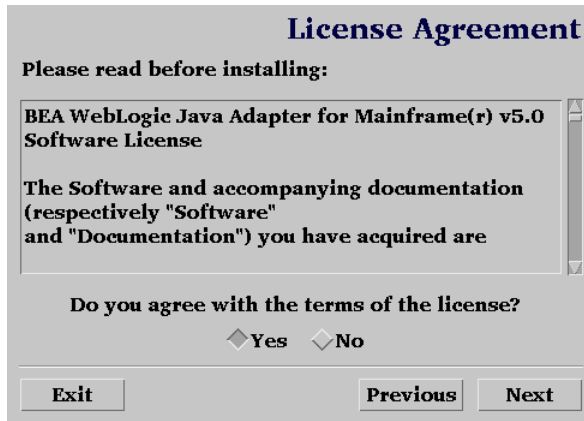 License Agreement
Please read before installing:
BEA WebLogic Java Adapter for Mainframe(r) v5.0
Software License
The Software and accompanying documentation
(respectively "Software"
and "Documentation") you have acquired are
Do you agree with the terms of the license?
Yes No
Exit Previous Next